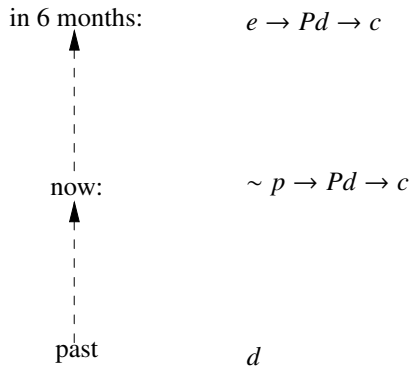 in 6 months: e → Pd → c
now: ∼ p → Pd → c
past d